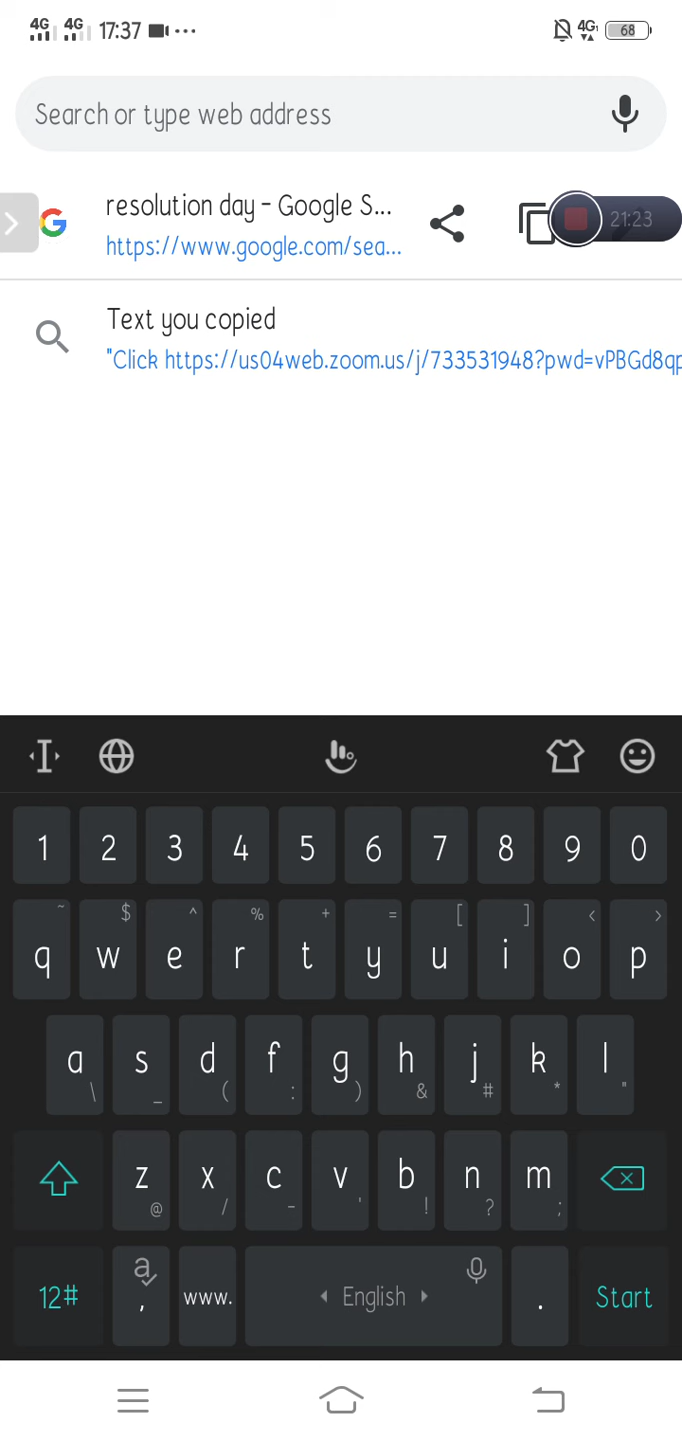 4G 4G 17:37 4G 68
Search or type web address
resolution day - Google S...
https://www.google.com/sea...
21:23
Text you copied
"Click https://us04web.zoom.us/j/733531948?pwd=vPBGd8qp
1 2 3 4 5 6 7 8 9 0
~ $ ^ % + = [ ] < >
q w e r t y u i o p
a s d f g h j k l
\ _ ( : ) & # * "
z x c v b n m
@ / - ' ! ? ;
12# a , www. English . Start